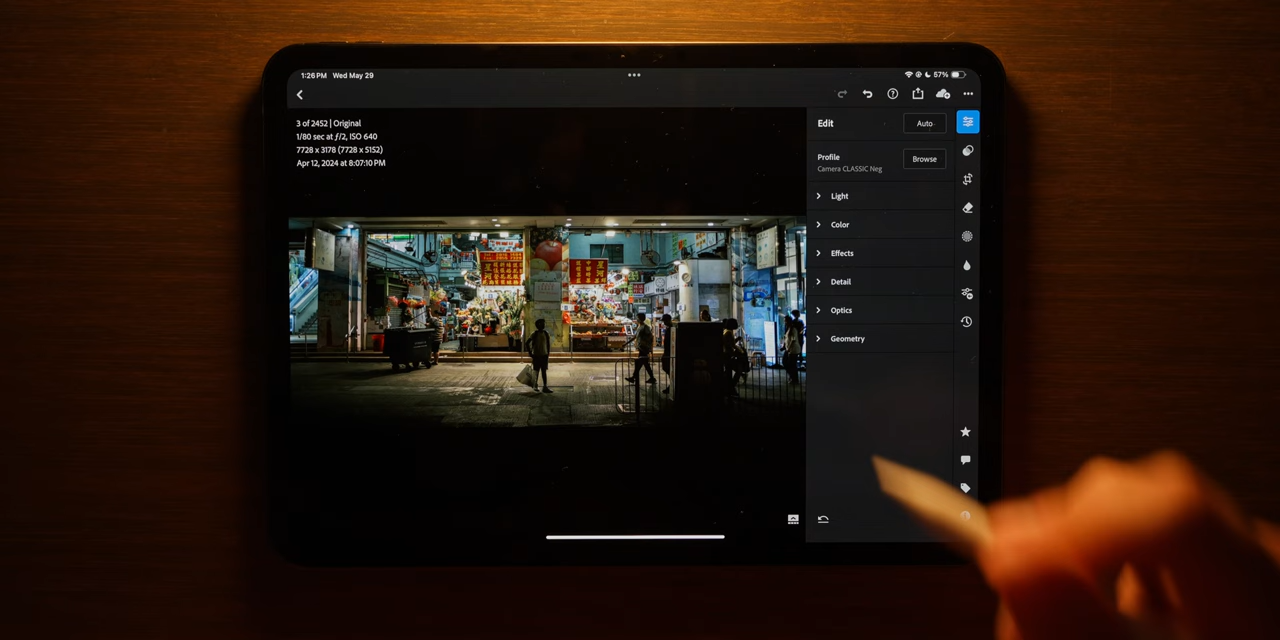 1:26 PM Wed May 29
57%
3 of 2452 | Original
1/80 sec at ƒ/2, ISO 640
7728 x 3178 (7728 x 5152)
Apr 12, 2024 at 8:07:10 PM
Edit
Auto
Profile
Camera CLASSIC Neg
Browse
Light
Color
Effects
Detail
Optics
Geometry